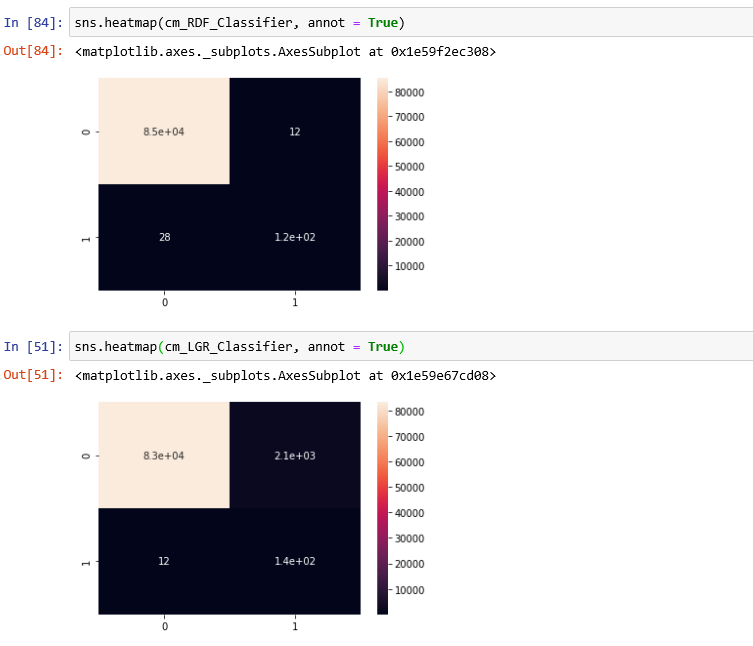 In [84]: sns.heatmap(cm_RDF_Classifier, annot = True)
Out[84]: <matplotlib.axes._subplots.AxesSubplot at 0x1e59f2ec308>
80000
70000
0 8.5e+04 12
60000
50000
40000
30000
1 28 1.2e+02
20000
10000
0 1
In [51]: sns.heatmap(cm_LGR_Classifier, annot = True)
Out[51]: <matplotlib.axes._subplots.AxesSubplot at 0x1e59e67cd08>
80000
70000
0 8.3e+04 2.1e+03
60000
50000
40000
30000
1 12 1.4e+02
20000
10000
0 1